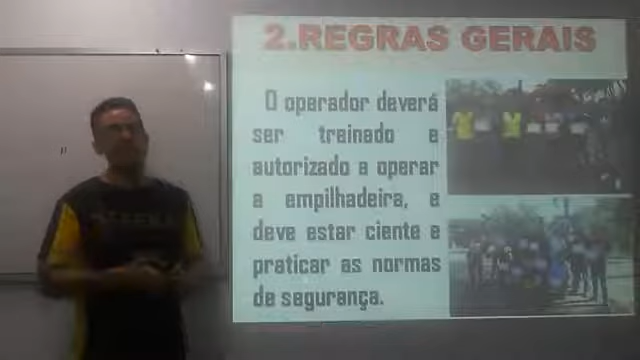 2.REGRAS GERAIS
O operador deverá
ser treinado e
autorizado a operar
a empilhadeira, e
deve estar ciente e
praticar as normas
de segurança.